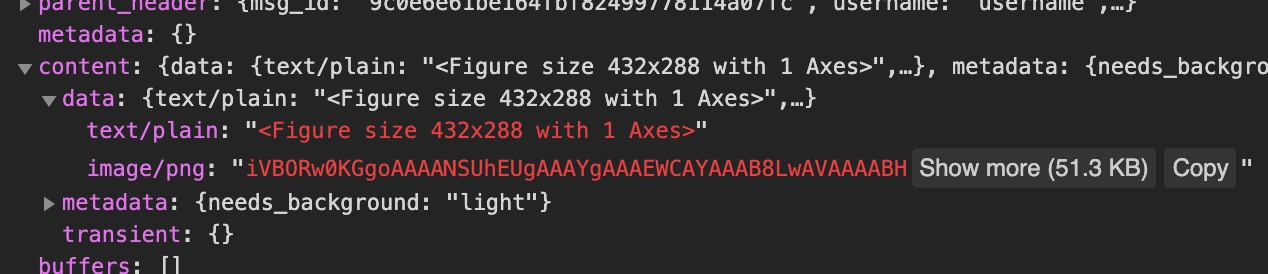 parent_header: {msg_id: "9c0e6e61be164fbf82499778114a07fc", username: "username",…}
metadata: {}
content: {data: {text/plain: "<Figure size 432x288 with 1 Axes>",…}, metadata: {needs_backgro
data: {text/plain: "<Figure size 432x288 with 1 Axes>",…}
text/plain: "<Figure size 432x288 with 1 Axes>"
image/png: "iVBORw0KGgoAAAANSUhEUgAAAYgAAAEWCAYAAAB8LwAVAAAABH Show more (51.3 KB) Copy "
metadata: {needs_background: "light"}
transient: {}
buffers: []